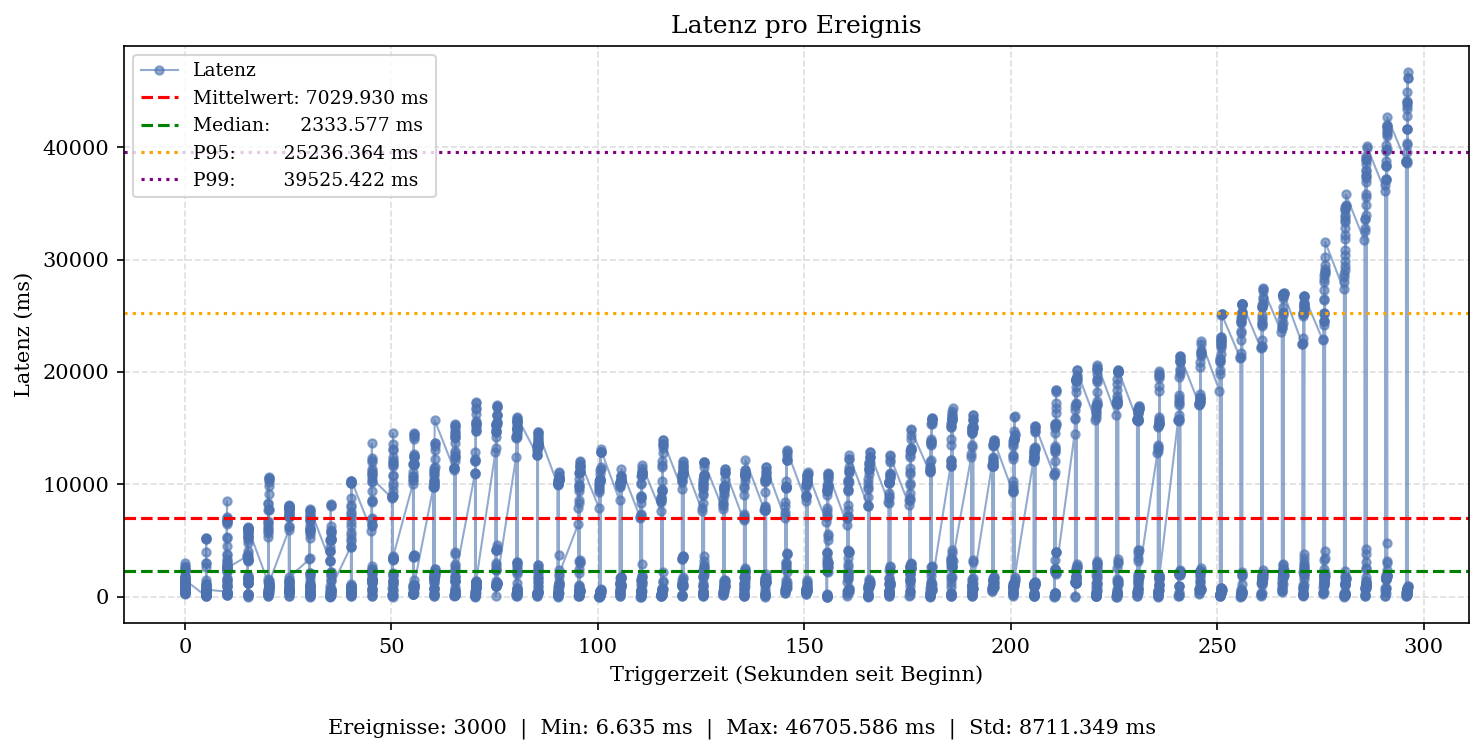 Latenz pro Ereignis
Latenz
Mittelwert: 7029.930 ms
Median: 2333.577 ms
P95: 25236.364 ms
P99: 39525.422 ms
Latenz (ms)
40000
30000
20000
10000
0
0 50 100 150 200 250 300
Triggerzeit (Sekunden seit Beginn)
Ereignisse: 3000 | Min: 6.635 ms | Max: 46705.586 ms | Std: 8711.349 ms